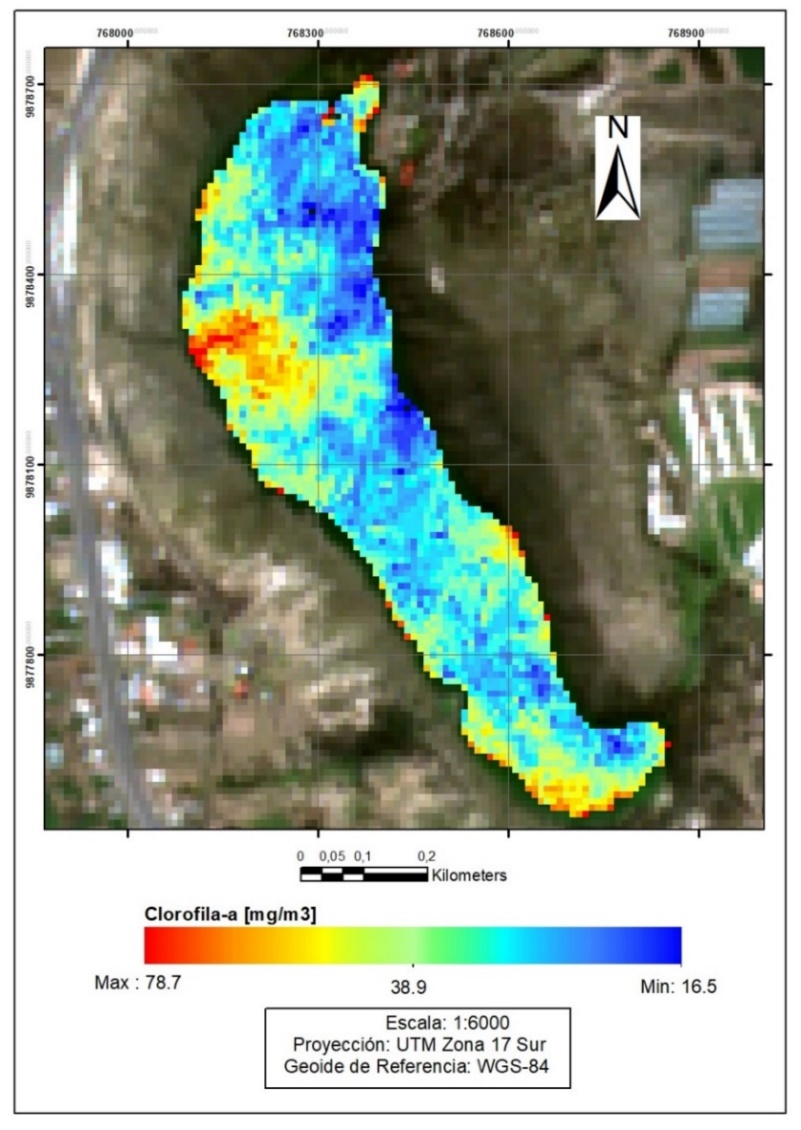 768000 768300 768600 768900
9878700
N
9878400
9878100
9877800
0 0,05 0,1 0,2
Kilometers
Clorofila-a [mg/m3]
Max : 78.7 38.9 Min: 16.5
Escala: 1:6000
Proyección: UTM Zona 17 Sur
Geoide de Referencia: WGS-84